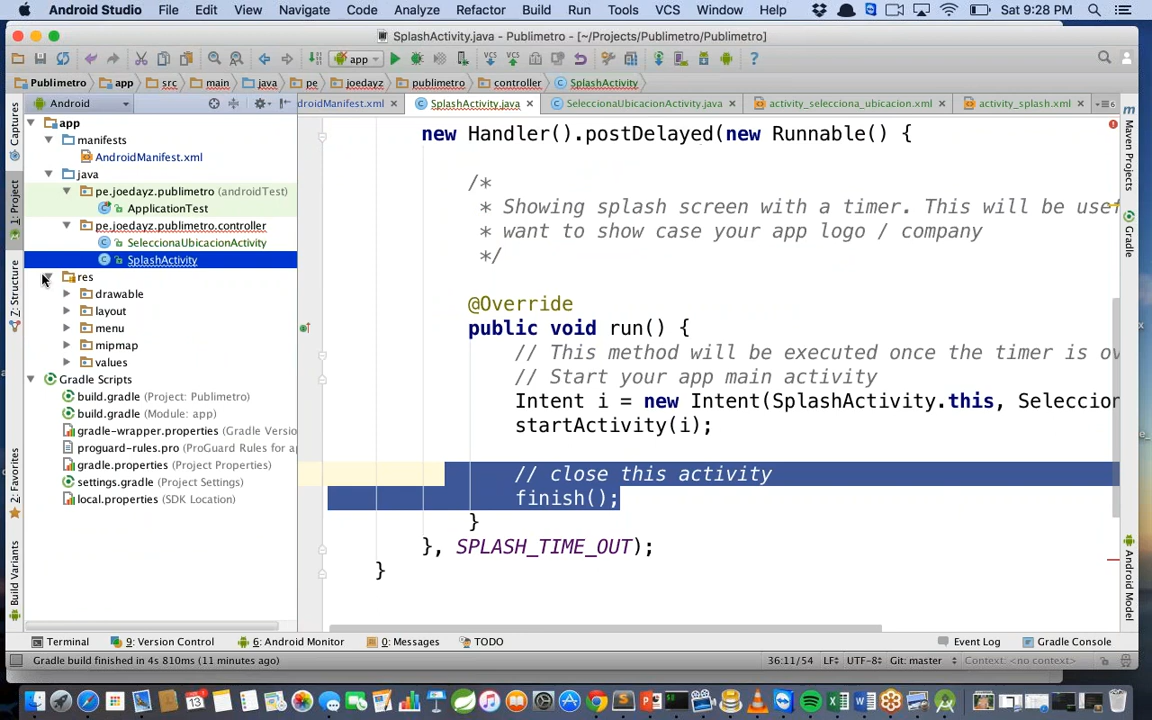 Android Studio File Edit View Navigate Code Analyze Refactor Build Run Tools VCS Window Help Sat 9:28 PM
SplashActivity.java - Publimetro - [~/Projects/Publimetro/Publimetro]
app
Publimetro app src main java pe joedayz publimetro controller SplashActivity
Android
droidManifest.xml SplashActivity.java SeleccionaUbicacionActivity.java activity_selecciona_ubicacion.xml activity_splash.xml
Captures
1: Project
7: Structure
2: Favorites
Build Variants
app
manifests
AndroidManifest.xml
java
pe.joedayz.publimetro (androidTest)
ApplicationTest
pe.joedayz.publimetro.controller
SeleccionaUbicacionActivity
SplashActivity
res
drawable
layout
menu
mipmap
values
Gradle Scripts
build.gradle (Project: Publimetro)
build.gradle (Module: app)
gradle-wrapper.properties (Gradle Versio
proguard-rules.pro (ProGuard Rules for ap
gradle.properties (Project Properties)
settings.gradle (Project Settings)
local.properties (SDK Location)
new Handler().postDelayed(new Runnable() {
/*
* Showing splash screen with a timer. This will be usef
* want to show case your app logo / company
*/
@Override
public void run() {
// This method will be executed once the timer is ov
// Start your app main activity
Intent i = new Intent(SplashActivity.this, Seleccion
startActivity(i);
// close this activity
finish();
}
}, SPLASH_TIME_OUT);
}
Maven Projects
Gradle
Android Model
Terminal 9: Version Control 6: Android Monitor 0: Messages TODO Event Log Gradle Console
Gradle build finished in 4s 810ms (11 minutes ago) 36:11/54 LF UTF-8 Git: master Context: <no context>